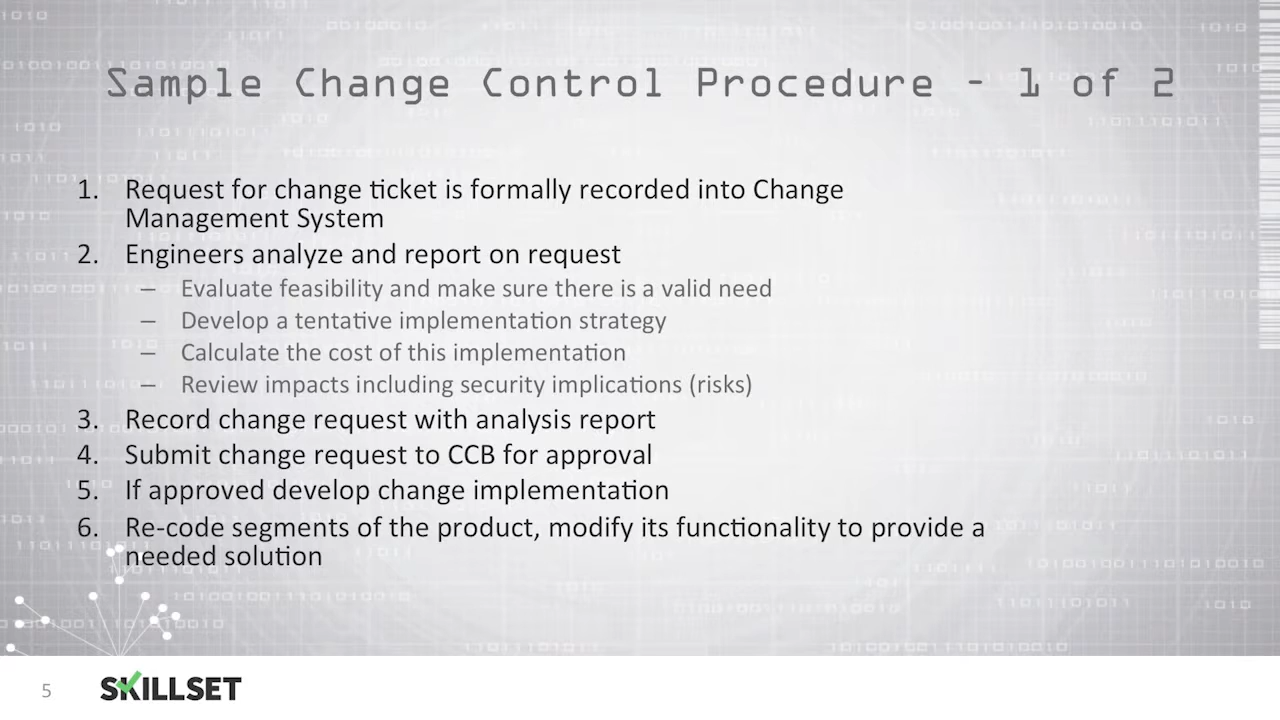 Sample Change Control Procedure - 1 of 2
1. Request for change ticket is formally recorded into Change
Management System
2. Engineers analyze and report on request
– Evaluate feasibility and make sure there is a valid need
– Develop a tentative implementation strategy
– Calculate the cost of this implementation
– Review impacts including security implications (risks)
3. Record change request with analysis report
4. Submit change request to CCB for approval
5. If approved develop change implementation
6. Re-code segments of the product, modify its functionality to provide a
needed solution
5
SKILLSET